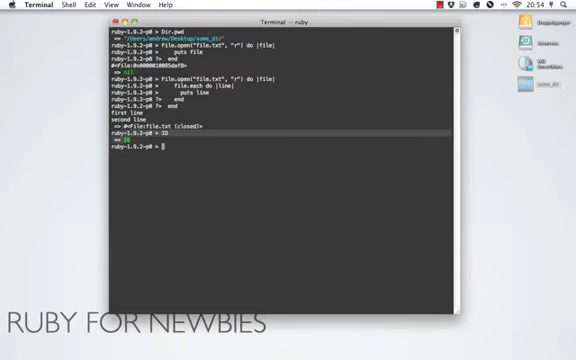 Terminal Shell Edit View Window Help
20:54
Terminal — ruby
ruby-1.9.2-p0 > Dir.pwd
=> "/Users/andrew/Desktop/some_dir"
ruby-1.9.2-p0 > File.open("file.txt", "r") do |file|
ruby-1.9.2-p0 > puts file
ruby-1.9.2-p0 ?> end
#<File:0x0000010085daf8>
=> nil
ruby-1.9.2-p0 > File.open("file.txt", "r") do |file|
ruby-1.9.2-p0 > file.each do |line|
ruby-1.9.2-p0 > puts line
ruby-1.9.2-p0 ?> end
ruby-1.9.2-p0 ?> end
first line
second line
=> #<File:file.txt (closed)>
ruby-1.9.2-p0 > IO
=> IO
ruby-1.9.2-p0 >
Doppelganger
WD
SmartWare
some_dir
RUBY FOR NEWBIES